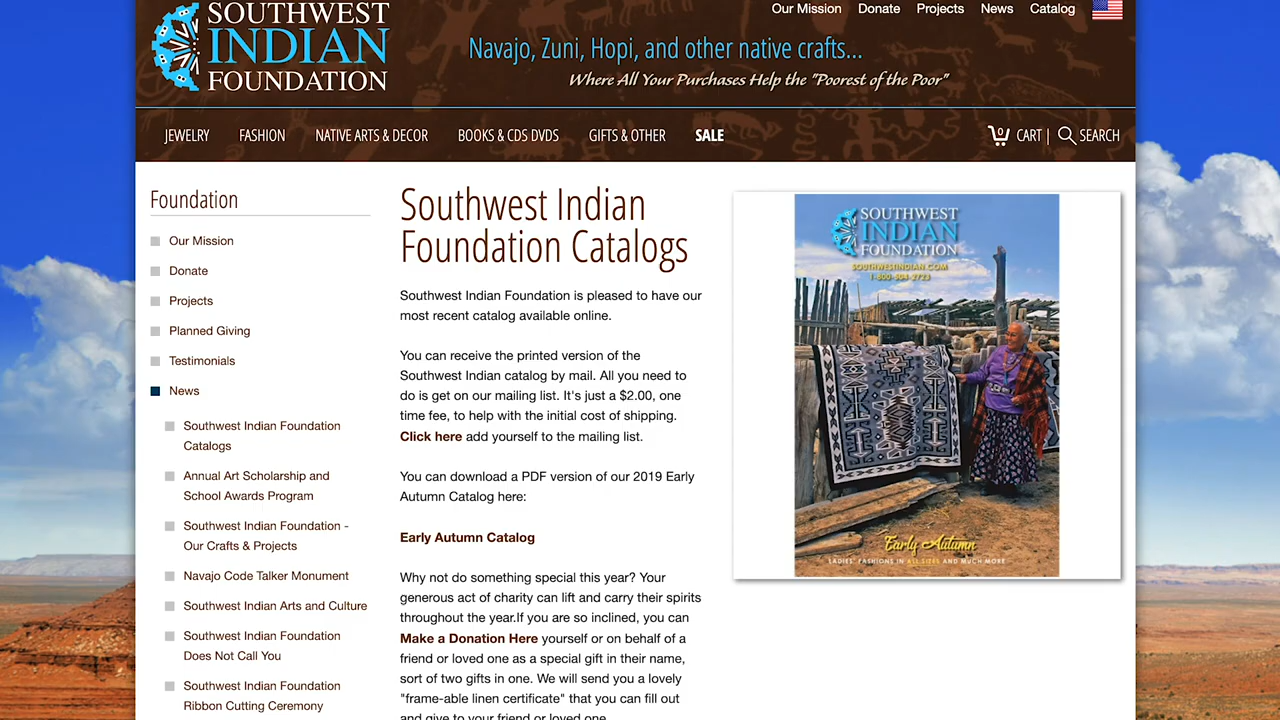 SOUTHWEST
INDIAN
FOUNDATION
Our Mission Donate Projects News Catalog
Navajo, Zuni, Hopi, and other native crafts...
Where All Your Purchases Help the "Poorest of the Poor"
JEWELRY FASHION NATIVE ARTS & DECOR BOOKS & CDS DVDS GIFTS & OTHER SALE 0 CART | SEARCH
Foundation
Our Mission
Donate
Projects
Planned Giving
Testimonials
News
Southwest Indian Foundation
Catalogs
Annual Art Scholarship and
School Awards Program
Southwest Indian Foundation -
Our Crafts & Projects
Navajo Code Talker Monument
Southwest Indian Arts and Culture
Southwest Indian Foundation
Does Not Call You
Southwest Indian Foundation
Ribbon Cutting Ceremony
Southwest Indian
Foundation Catalogs
Southwest Indian Foundation is pleased to have our
most recent catalog available online.
You can receive the printed version of the
Southwest Indian catalog by mail. All you need to
do is get on our mailing list. It's just a $2.00, one
time fee, to help with the initial cost of shipping.
Click here add yourself to the mailing list.
You can download a PDF version of our 2019 Early
Autumn Catalog here:
Early Autumn Catalog
Why not do something special this year? Your
generous act of charity can lift and carry their spirits
throughout the year.If you are so inclined, you can
Make a Donation Here yourself or on behalf of a
friend or loved one as a special gift in their name,
sort of two gifts in one. We will send you a lovely
"frame-able linen certificate" that you can fill out
and give to your friend or loved one.
SOUTHWEST
INDIAN
FOUNDATION
SOUTHWESTINDIAN.COM
Early Autumn
LADIES' FASHIONS IN ALL SIZES AND MUCH MORE